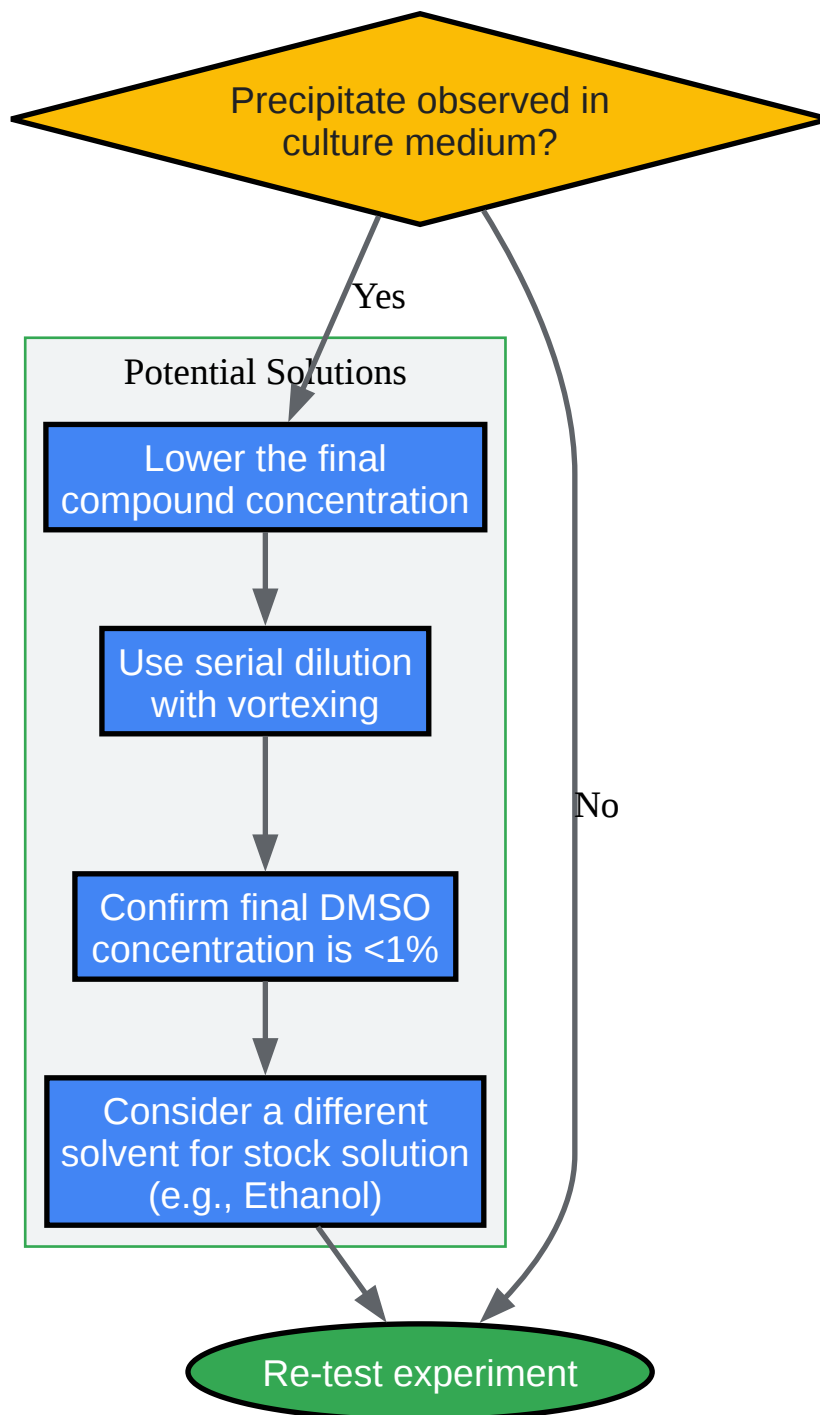 Precipitate observed in
culture medium?
Yes
Potential Solutions
Lower the final
compound concentration
Use serial dilution
with vortexing
No
Confirm final DMSO
concentration is <1%
Consider a different
solvent for stock solution
(e.g., Ethanol)
Re-test experiment